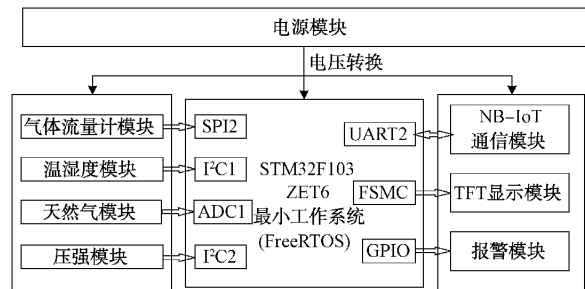 电源模块
电压转换
气体流量计模块
温湿度模块
天然气模块
压强模块
SPI2
I²C1
ADC1
I²C2
STM32F103
ZET6
最小工作系统
(FreeRTOS)
UART2
FSMC
GPIO
NB-IoT
通信模块
TFT显示模块
报警模块